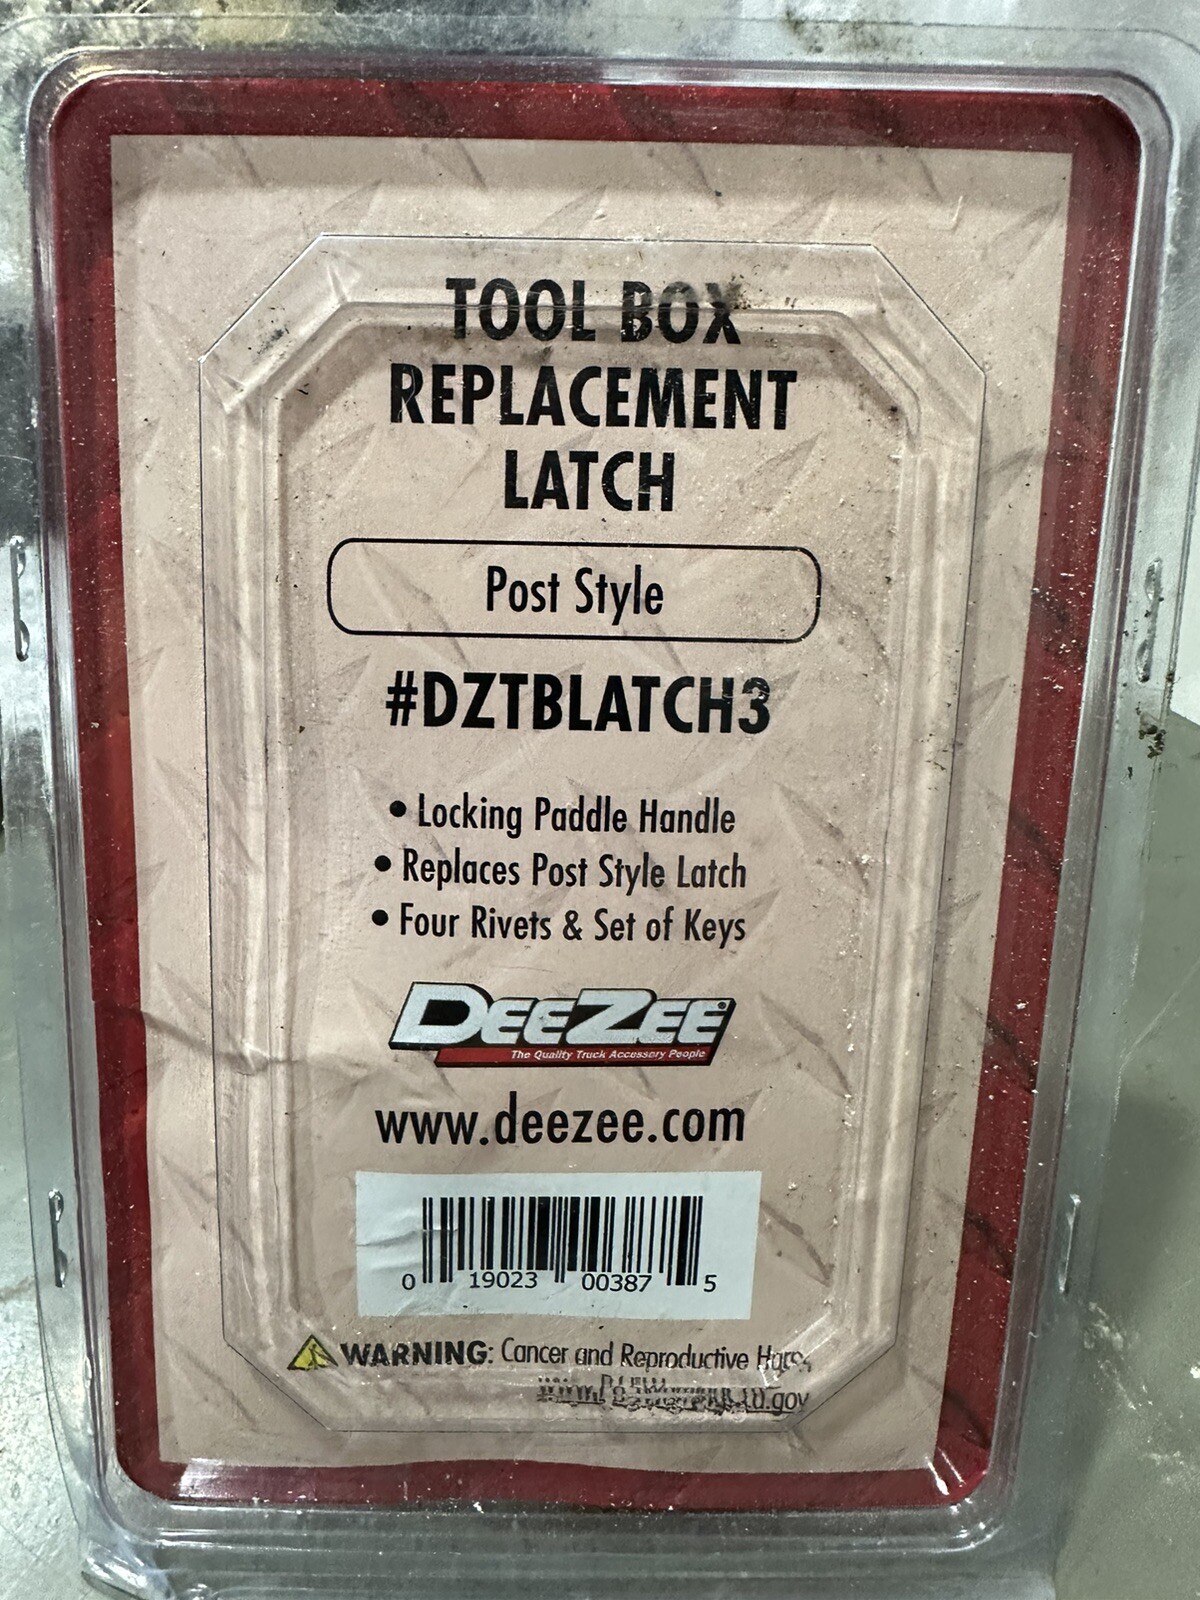 TOOL BOX
REPLACEMENT
LATCH
Post Style
#DZTBLATCH3
• Locking Paddle Handle
• Replaces Post Style Latch
• Four Rivets & Set of Keys
DEEZEE®
The Quality Truck Accessory People
www.deezee.com
0 19023 00387 5
WARNING: Cancer and Reproductive